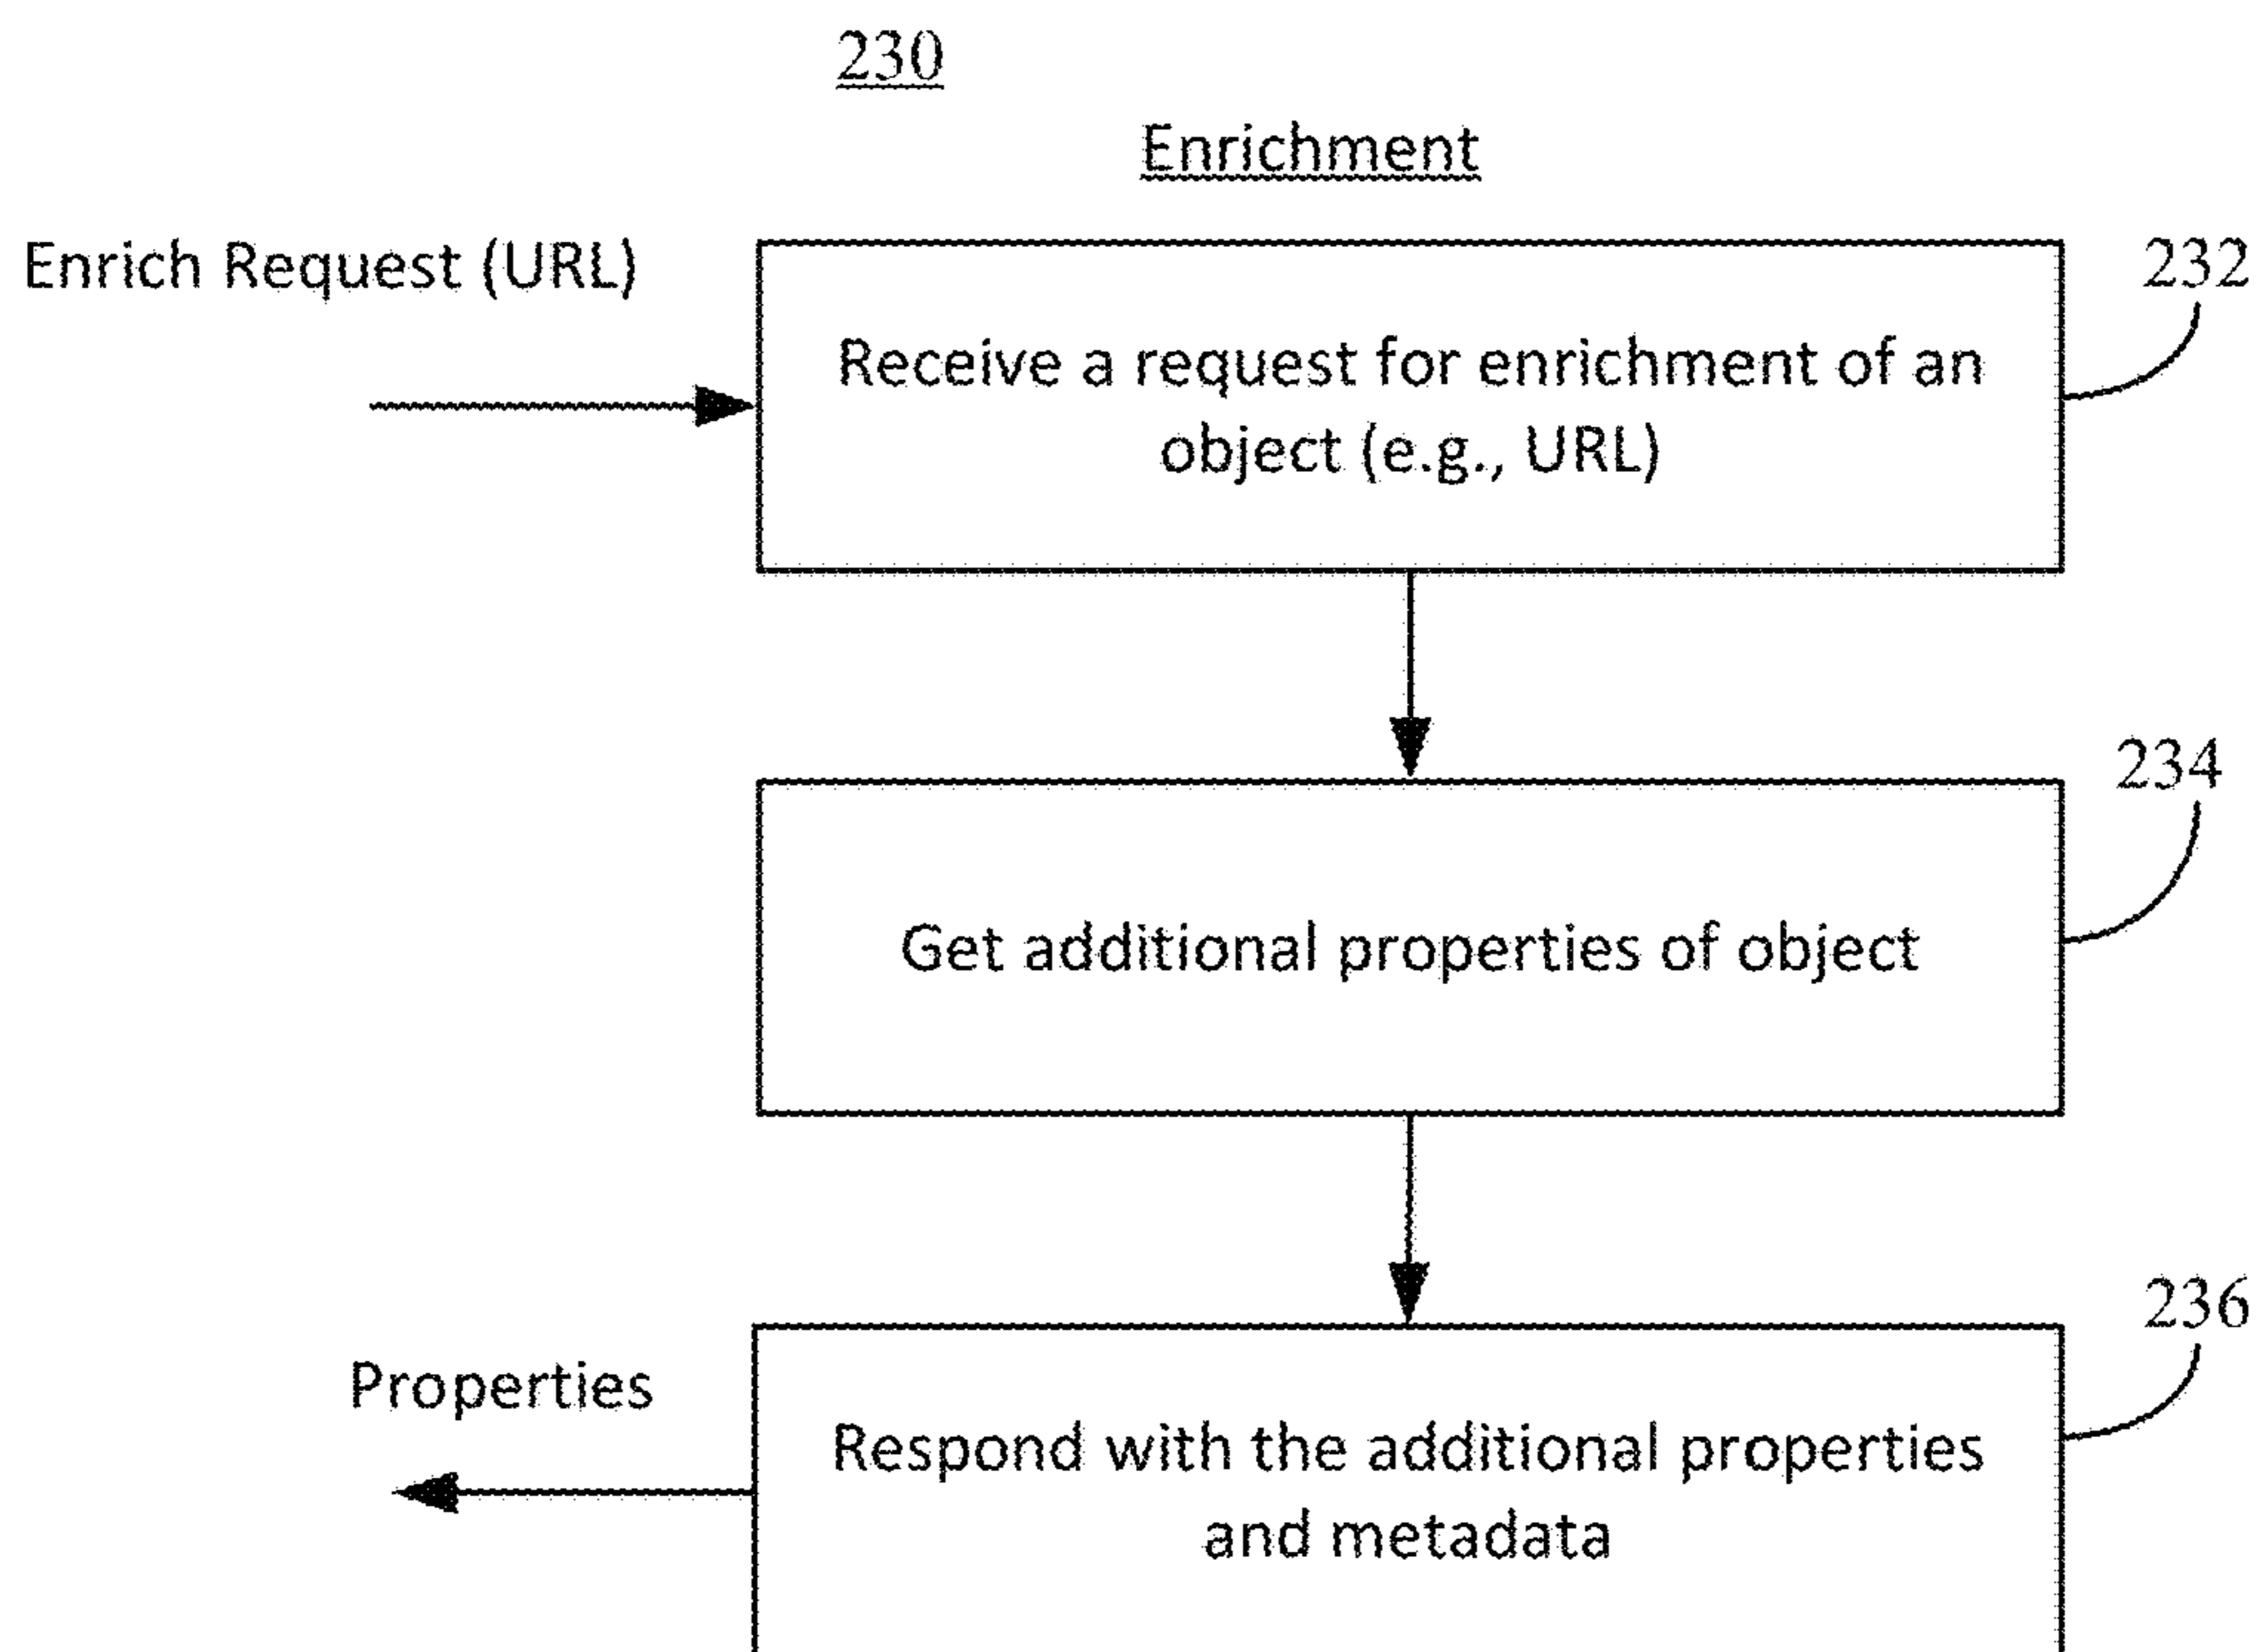 230
Enrichment
Enrich Request (URL)
232
Receive a request for enrichment of an
object (e.g., URL)
234
Get additional properties of object
236
Properties
Respond with the additional properties
and metadata